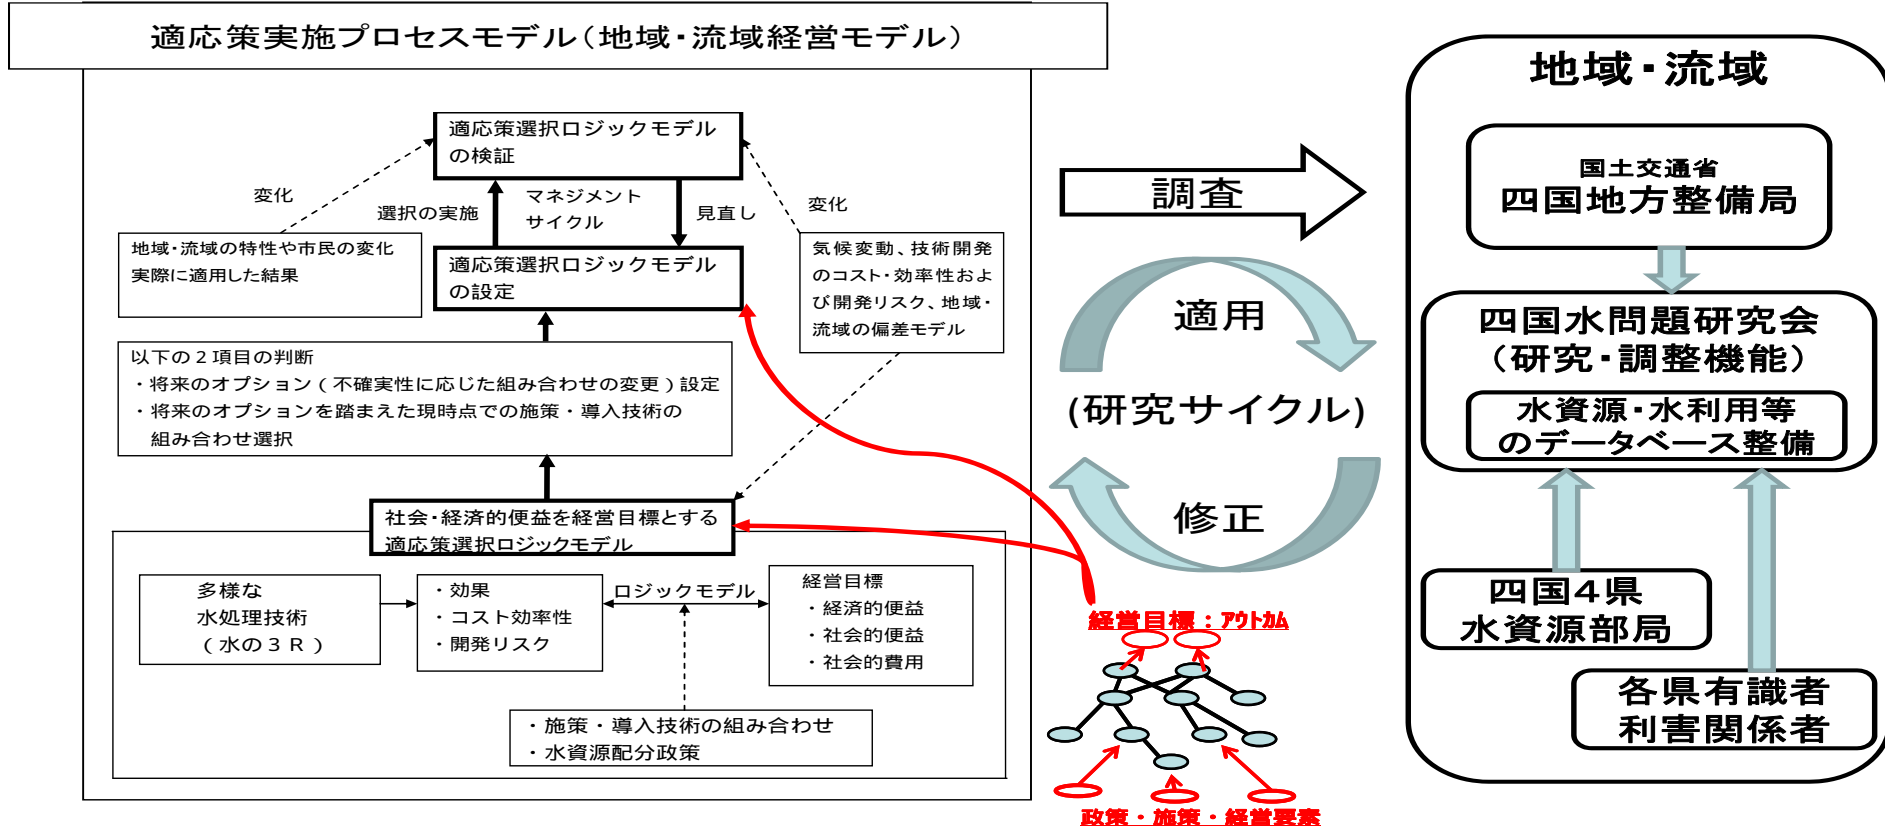 適応策実施プロセスモデル(地域・流域経営モデル)
適応策選択ロジックモデル
の検証
変化
選択の実施
マネジメント
サイクル
見直し
変化
地域・流域の特性や市民の変化
実際に適用した結果
適応策選択ロジックモデル
の設定
気候変動、技術開発
のコスト・効率性およ
び開発リスク、地域・
流域の偏差モデル
以下の2項目の判断
・将来のオプション(不確実性に応じた組み合わせの変更)設定
・将来のオプションを踏まえた現時点での施策・導入技術の
組み合わせ選択
社会・経済的便益を経営目標とする
適応策選択ロジックモデル
多様な
水処理技術
(水の3R)
・効果
・コスト効率性
・開発リスク
ロジックモデル
経営目標
・経済的便益
・社会的便益
・社会的費用
・施策・導入技術の組み合わせ
・水資源配分政策
調査
適用
(研究サイクル)
修正
経営目標:アウトカム
政策・施策・経営要素
地域・流域
国土交通省
四国地方整備局
四国水問題研究会
(研究・調整機能)
水資源・水利用等
のデータベース整備
四国4県
水資源部局
各県有識者
利害関係者